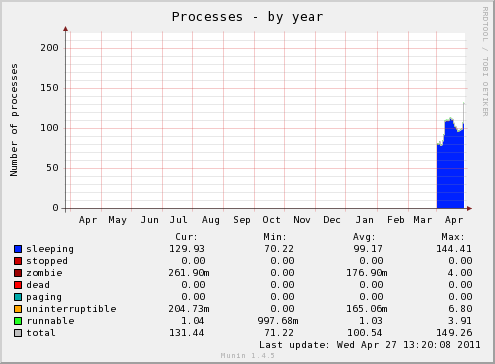 Processes - by year
RRDTOOL / TOBI OETIKER
Number of processes
200
150
100
50
0
Apr May Jun Jul Aug Sep Oct Nov Dec Jan Feb Mar Apr
Cur: Min: Avg: Max:
sleeping 129.93 70.22 99.17 144.41
stopped 0.00 0.00 0.00 0.00
zombie 261.90m 0.00 176.90m 4.00
dead 0.00 0.00 0.00 0.00
paging 0.00 0.00 0.00 0.00
uninterruptible 204.73m 0.00 165.06m 6.80
runnable 1.04 997.68m 1.03 3.91
total 131.44 71.22 100.54 149.26
Last update: Wed Apr 27 13:20:08 2011
Munin 1.4.5